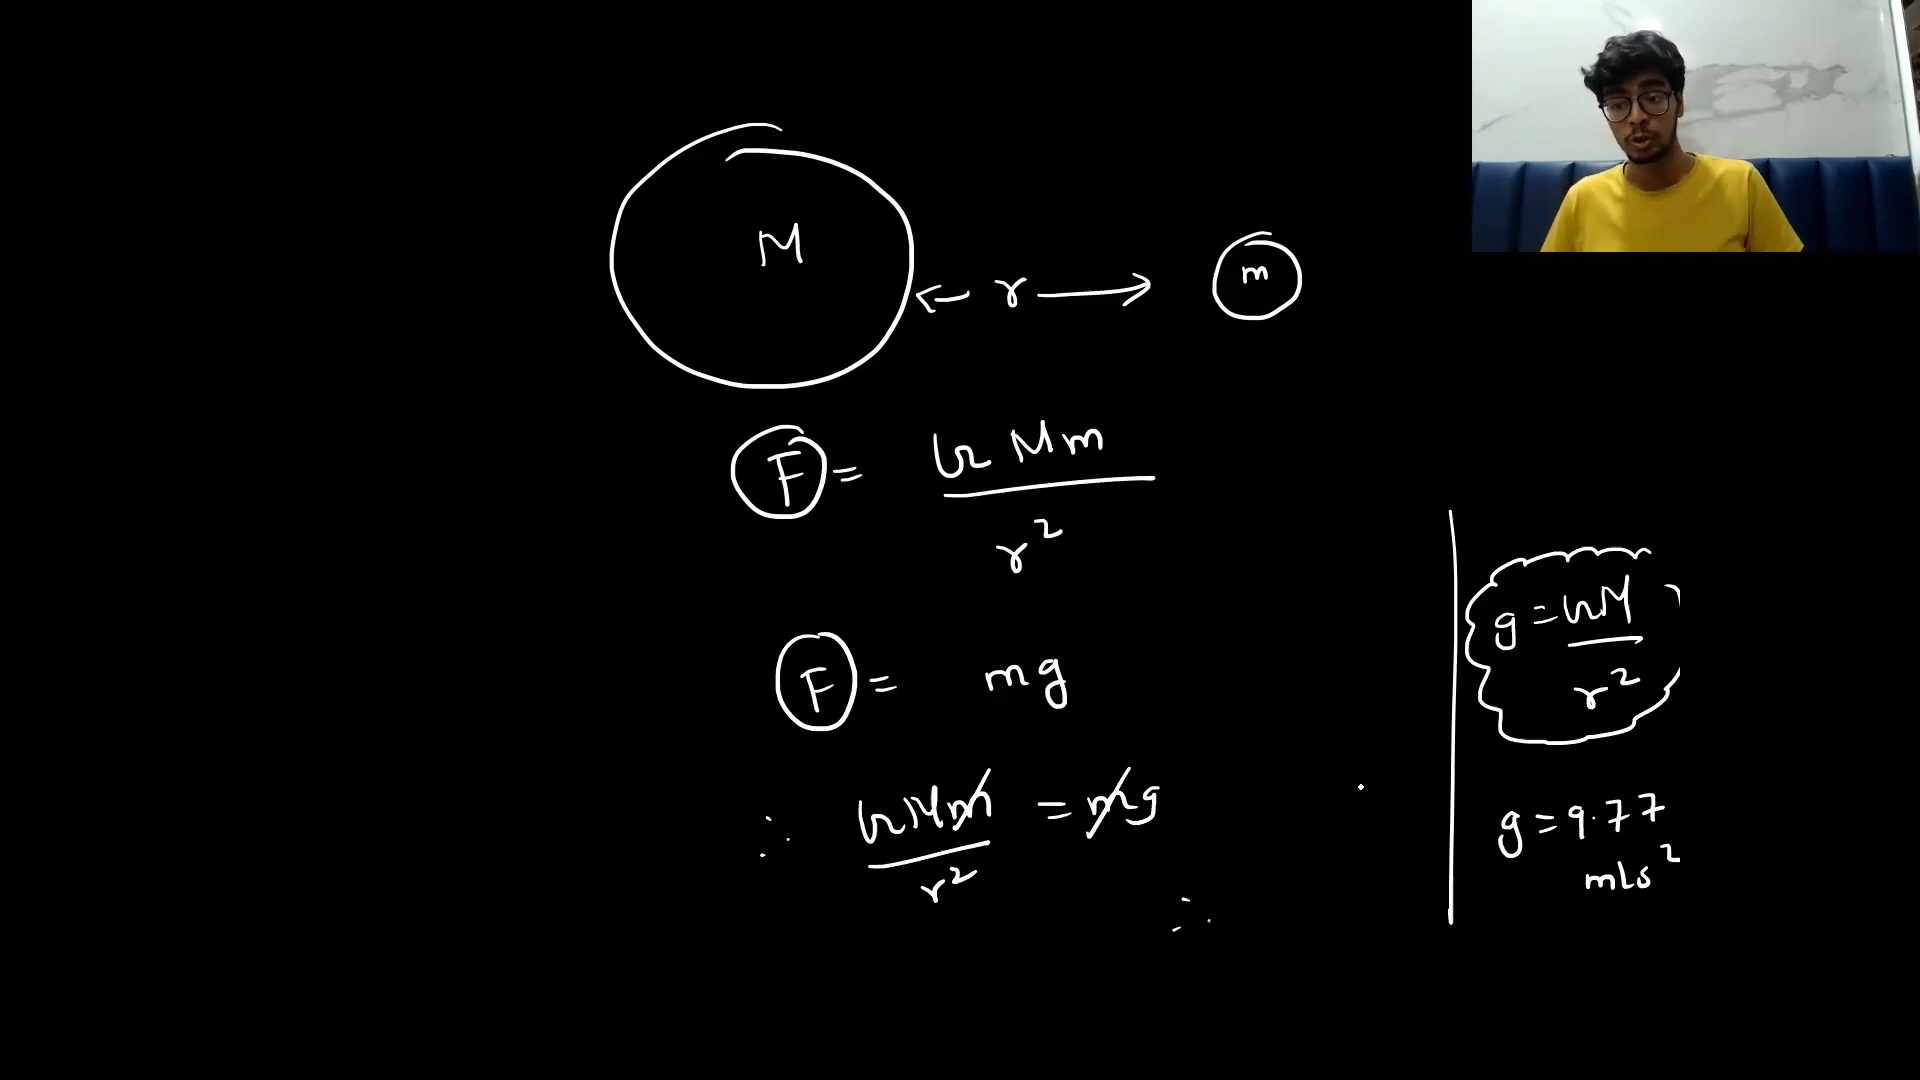 M
← r →
m
F = GMm
r²
F = mg
∴ GMm = mg
r²
∴
g = GM
r²
g = 9.77
m/s²